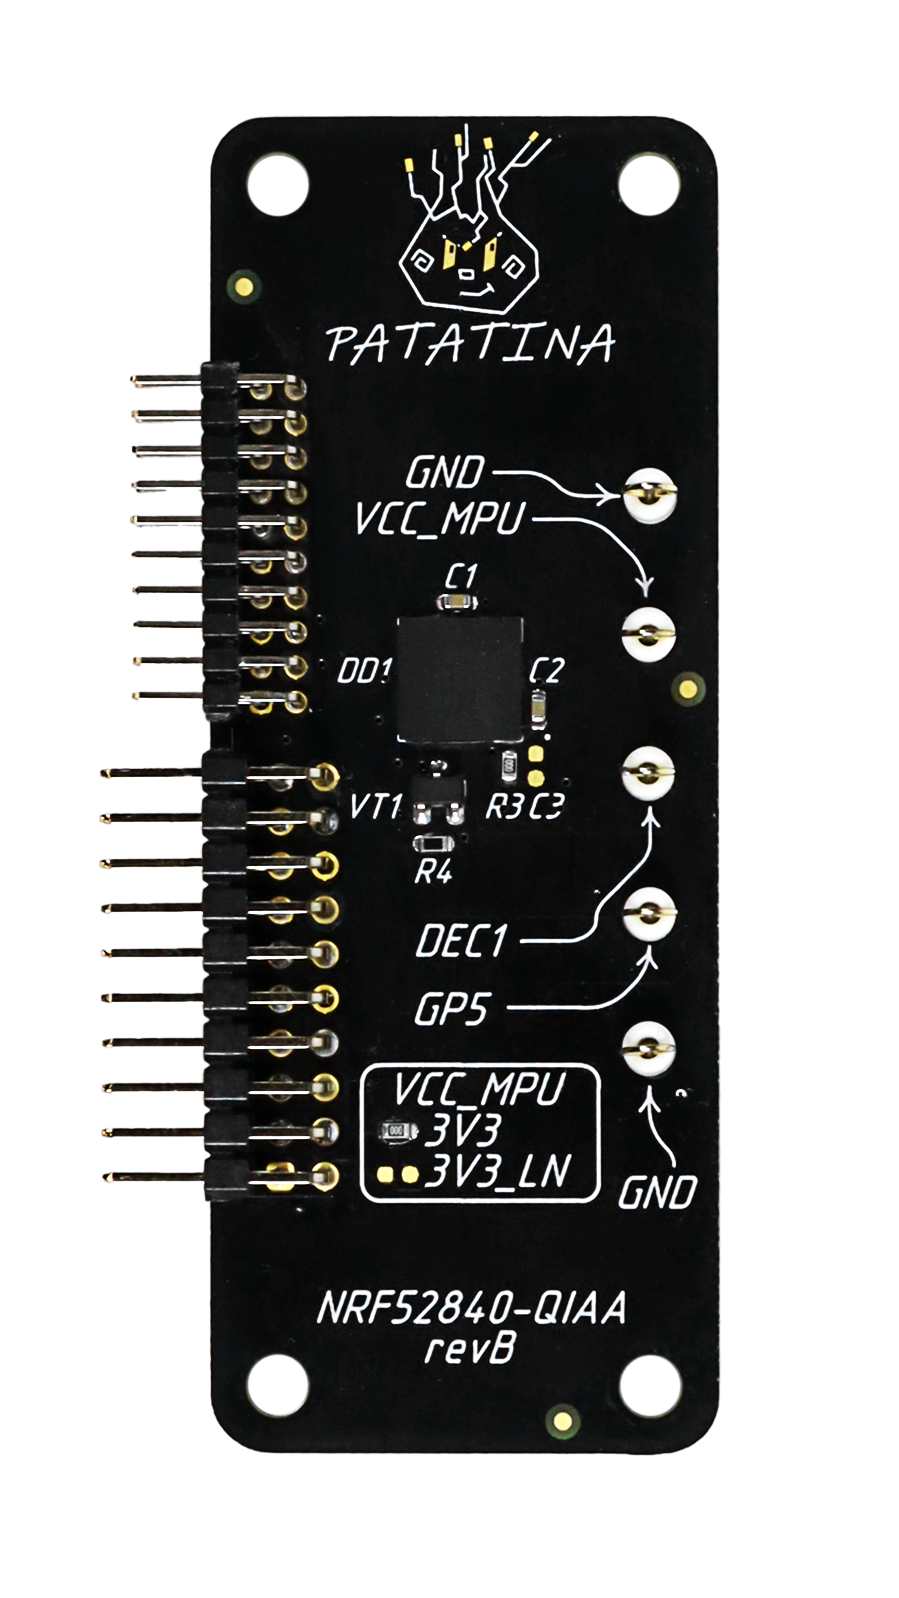 PATATINA
GND
VCC_MPU
C1
DD1
C2
VT1
R3 C3
R4
DEC1
GP5
VCC_MPU
3V3
3V3_LN
GND
NRF52840-QIAA
revB